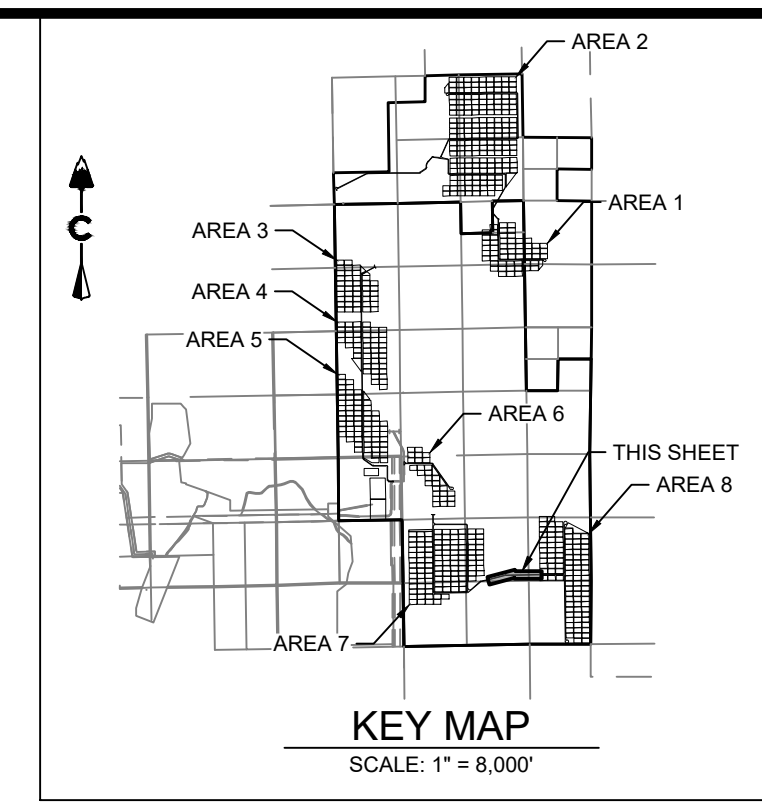 AREA 2
AREA 1
AREA 3
AREA 4
AREA 5
AREA 6
THIS SHEET
AREA 8
AREA 7
C
KEY MAP
SCALE: 1" = 8,000'